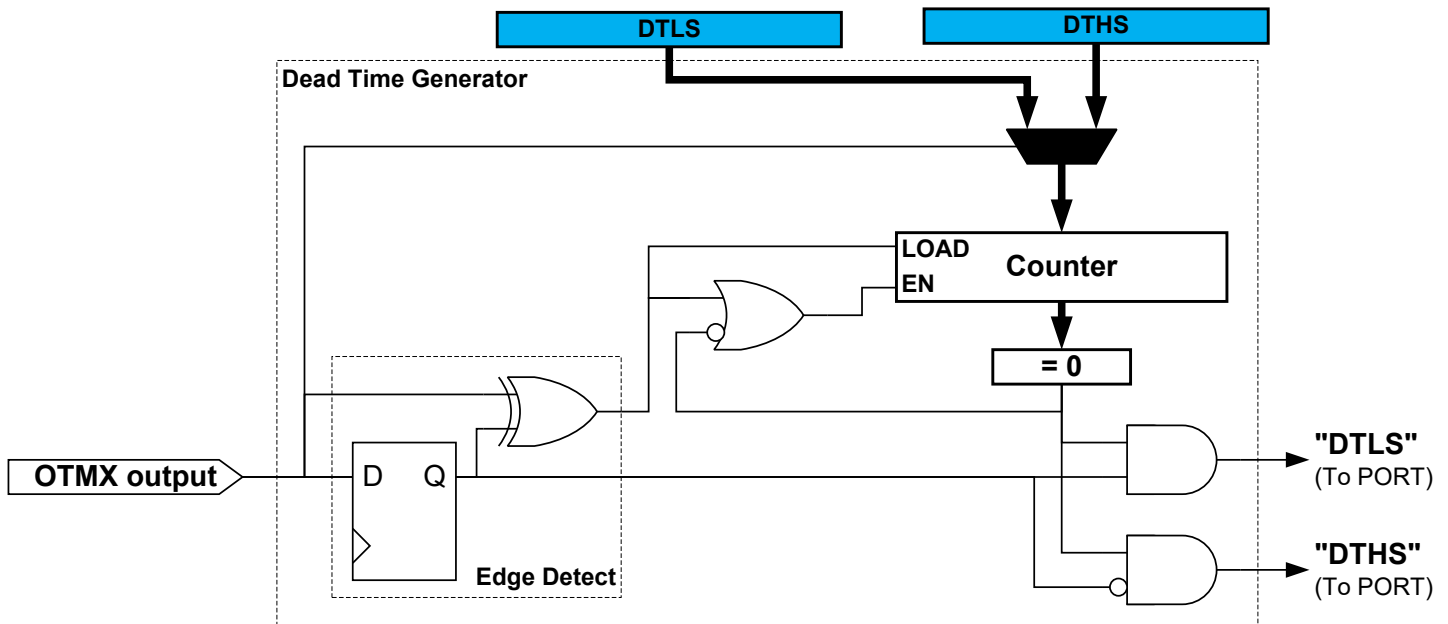 DTLS
DTHS
Dead Time Generator
LOAD
Counter
EN
= 0
OTMX output
D
Q
Edge Detect
"DTLS"
(To PORT)
"DTHS"
(To PORT)